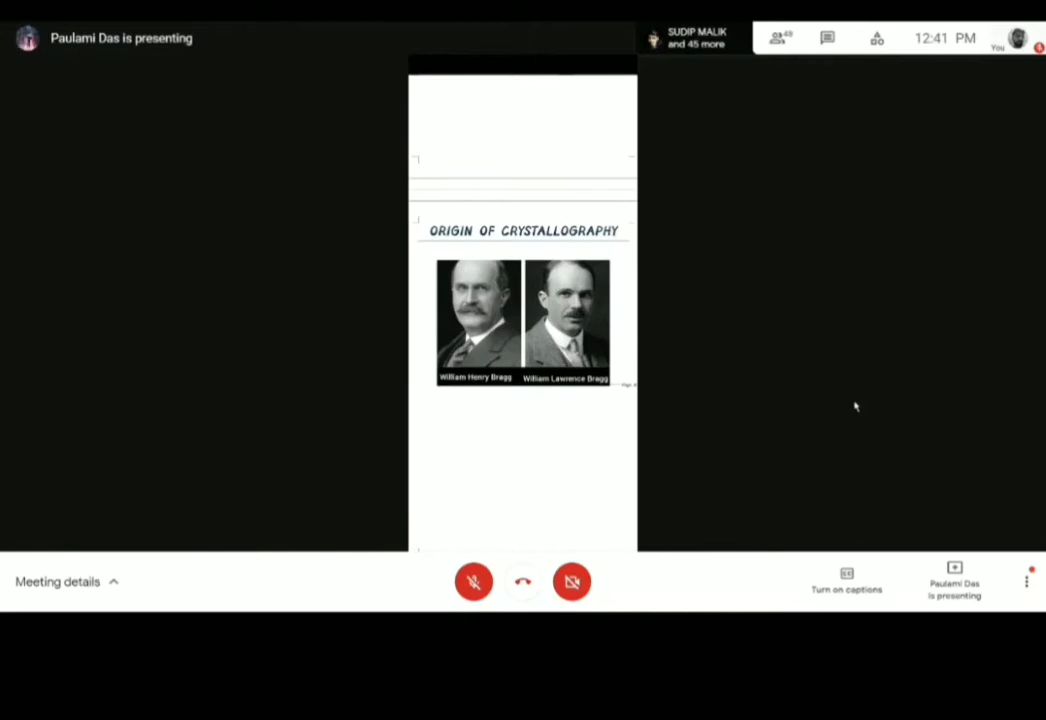 Paulami Das is presenting
SUDIP MALIK
and 45 more
48
12:41 PM
You
ORIGIN OF CRYSTALLOGRAPHY
William Henry Bragg
William Lawrence Bragg
Meeting details
Turn on captions
Paulami Das
is presenting